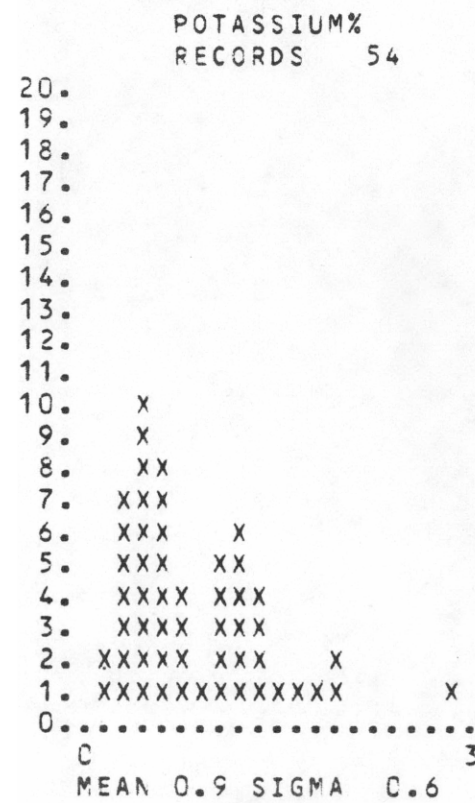 POTASSIUM%
RECORDS    54
20.
19.
18.
17.
16.
15.
14.
13.
12.
11.
10.    X
 9.    X
 8.    XX
 7.   XXX
 6.   XXX   X
 5.   XXX  XX
 4.   XXXX XXX
 3.   XXXX XXX
 2.  XXXXX XXX   X
 1.  XXXXXXXXXXXXX     X
 0......................
0 3
MEAN 0.9 SIGMA  0.6